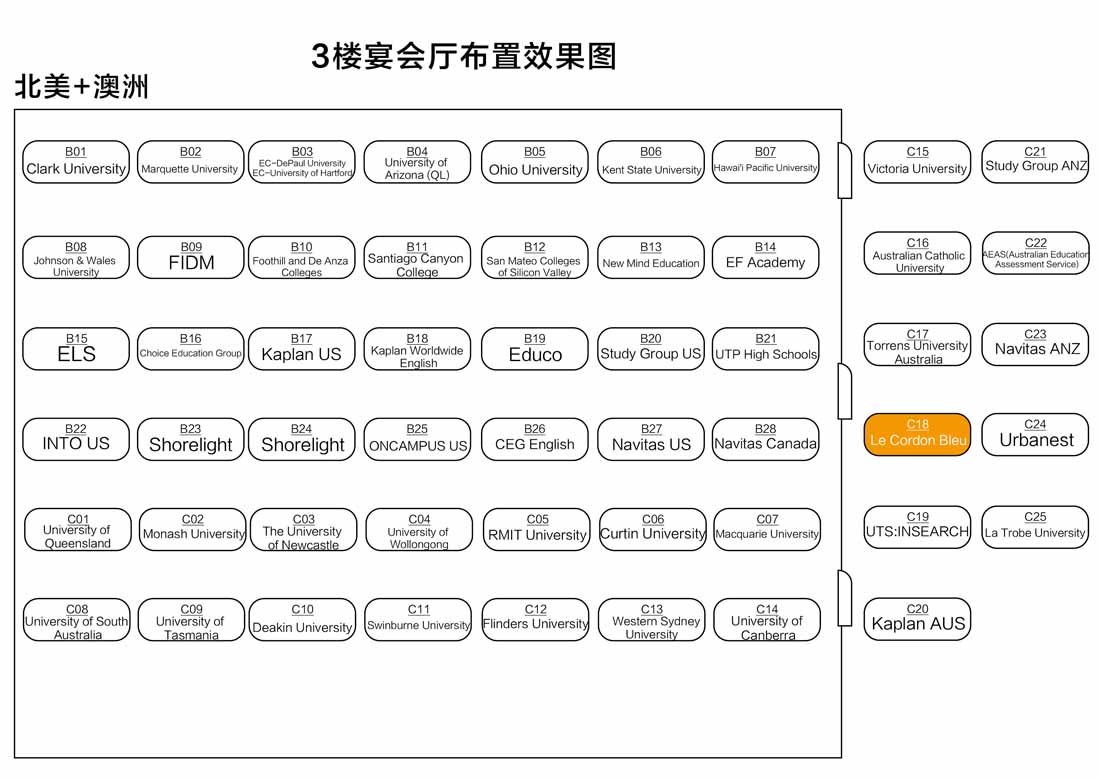 3楼宴会厅布置效果图
北美+澳洲
B01
Clark University
B02
Marquette University
B03
EC-DePaul University
EC-University of Hartford
B04
University of
Arizona (QL)
B05
Ohio University
B06
Kent State University
B07
Hawai'i Pacific University
C15
Victoria University
C21
Study Group ANZ
B08
Johnson & Wales
University
B09
FIDM
B10
Foothill and De Anza
Colleges
B11
Santiago Canyon
College
B12
San Mateo Colleges
of Silicon Valley
B13
New Mind Education
B14
EF Academy
C16
Australian Catholic
University
C22
AEAS(Australian Education
Assessment Service)
B15
ELS
B16
Choice Education Group
B17
Kaplan US
B18
Kaplan Worldwide
English
B19
Educo
B20
Study Group US
B21
UTP High Schools
C17
Torrens University
Australia
C23
Navitas ANZ
B22
INTO US
B23
Shorelight
B24
Shorelight
B25
ONCAMPUS US
B26
CEG English
B27
Navitas US
B28
Navitas Canada
C18
Le Cordon Bleu
C24
Urbanest
C01
University of
Queensland
C02
Monash University
C03
The University
of Newcastle
C04
University of
Wollongong
C05
RMIT University
C06
Curtin University
C07
Macquarie University
C19
UTS:INSEARCH
C25
La Trobe University
C08
University of South
Australia
C09
University of
Tasmania
C10
Deakin University
C11
Swinburne University
C12
Flinders University
C13
Western Sydney
University
C14
University of
Canberra
C20
Kaplan AUS